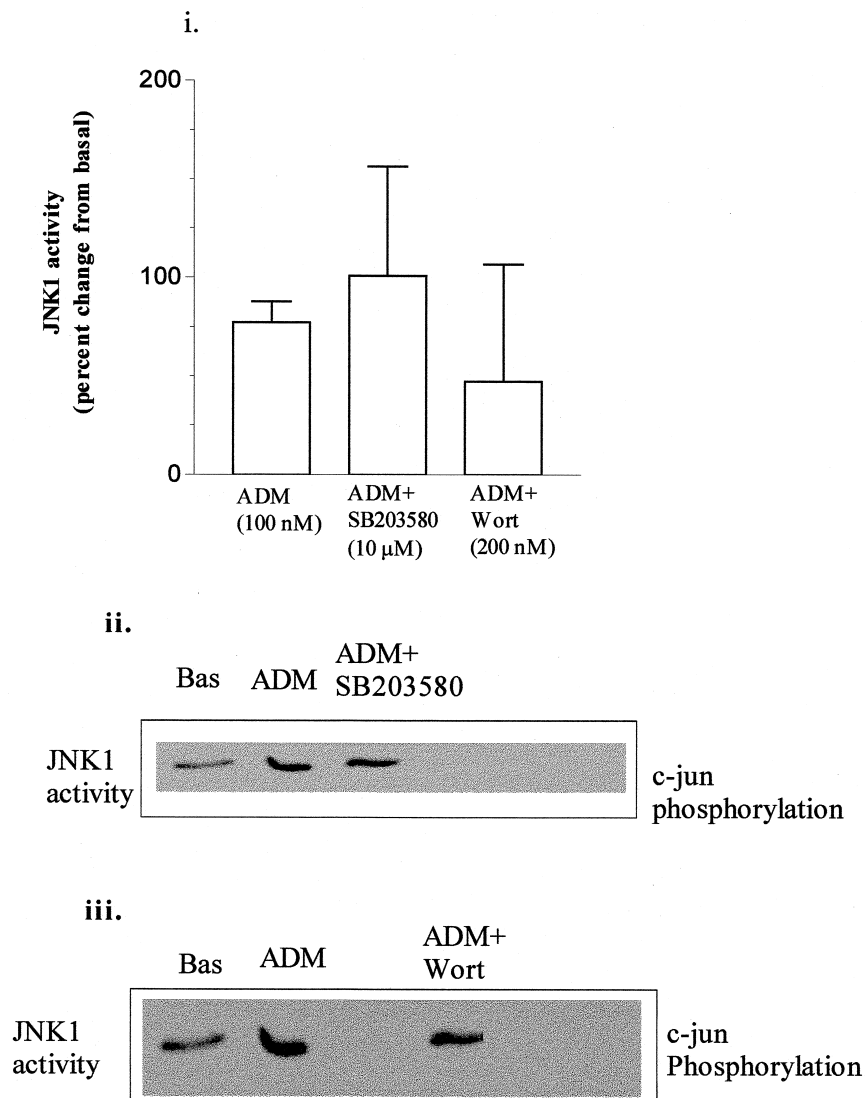 i.
200
100
0
JNK1 activity
(percent change from basal)
ADM
(100 nM)
ADM+
SB203580
(10 µM)
ADM+
Wort
(200 nM)
ii.
Bas
ADM
ADM+
SB203580
JNK1
activity
c-jun
phosphorylation
iii.
Bas
ADM
ADM+
Wort
JNK1
activity
c-jun
Phosphorylation